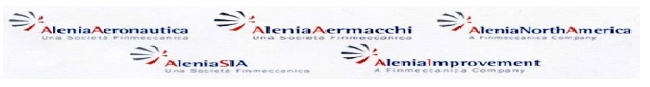 AleniaAeronautica
Una Società Finmeccanica
AleniaAermacchi
Una Società Finmeccanica
AleniaNorthAmerica
A Finmeccanica Company
AleniaSIA
Una Società Finmeccanica
AleniaImprovement
A Finmeccanica Company